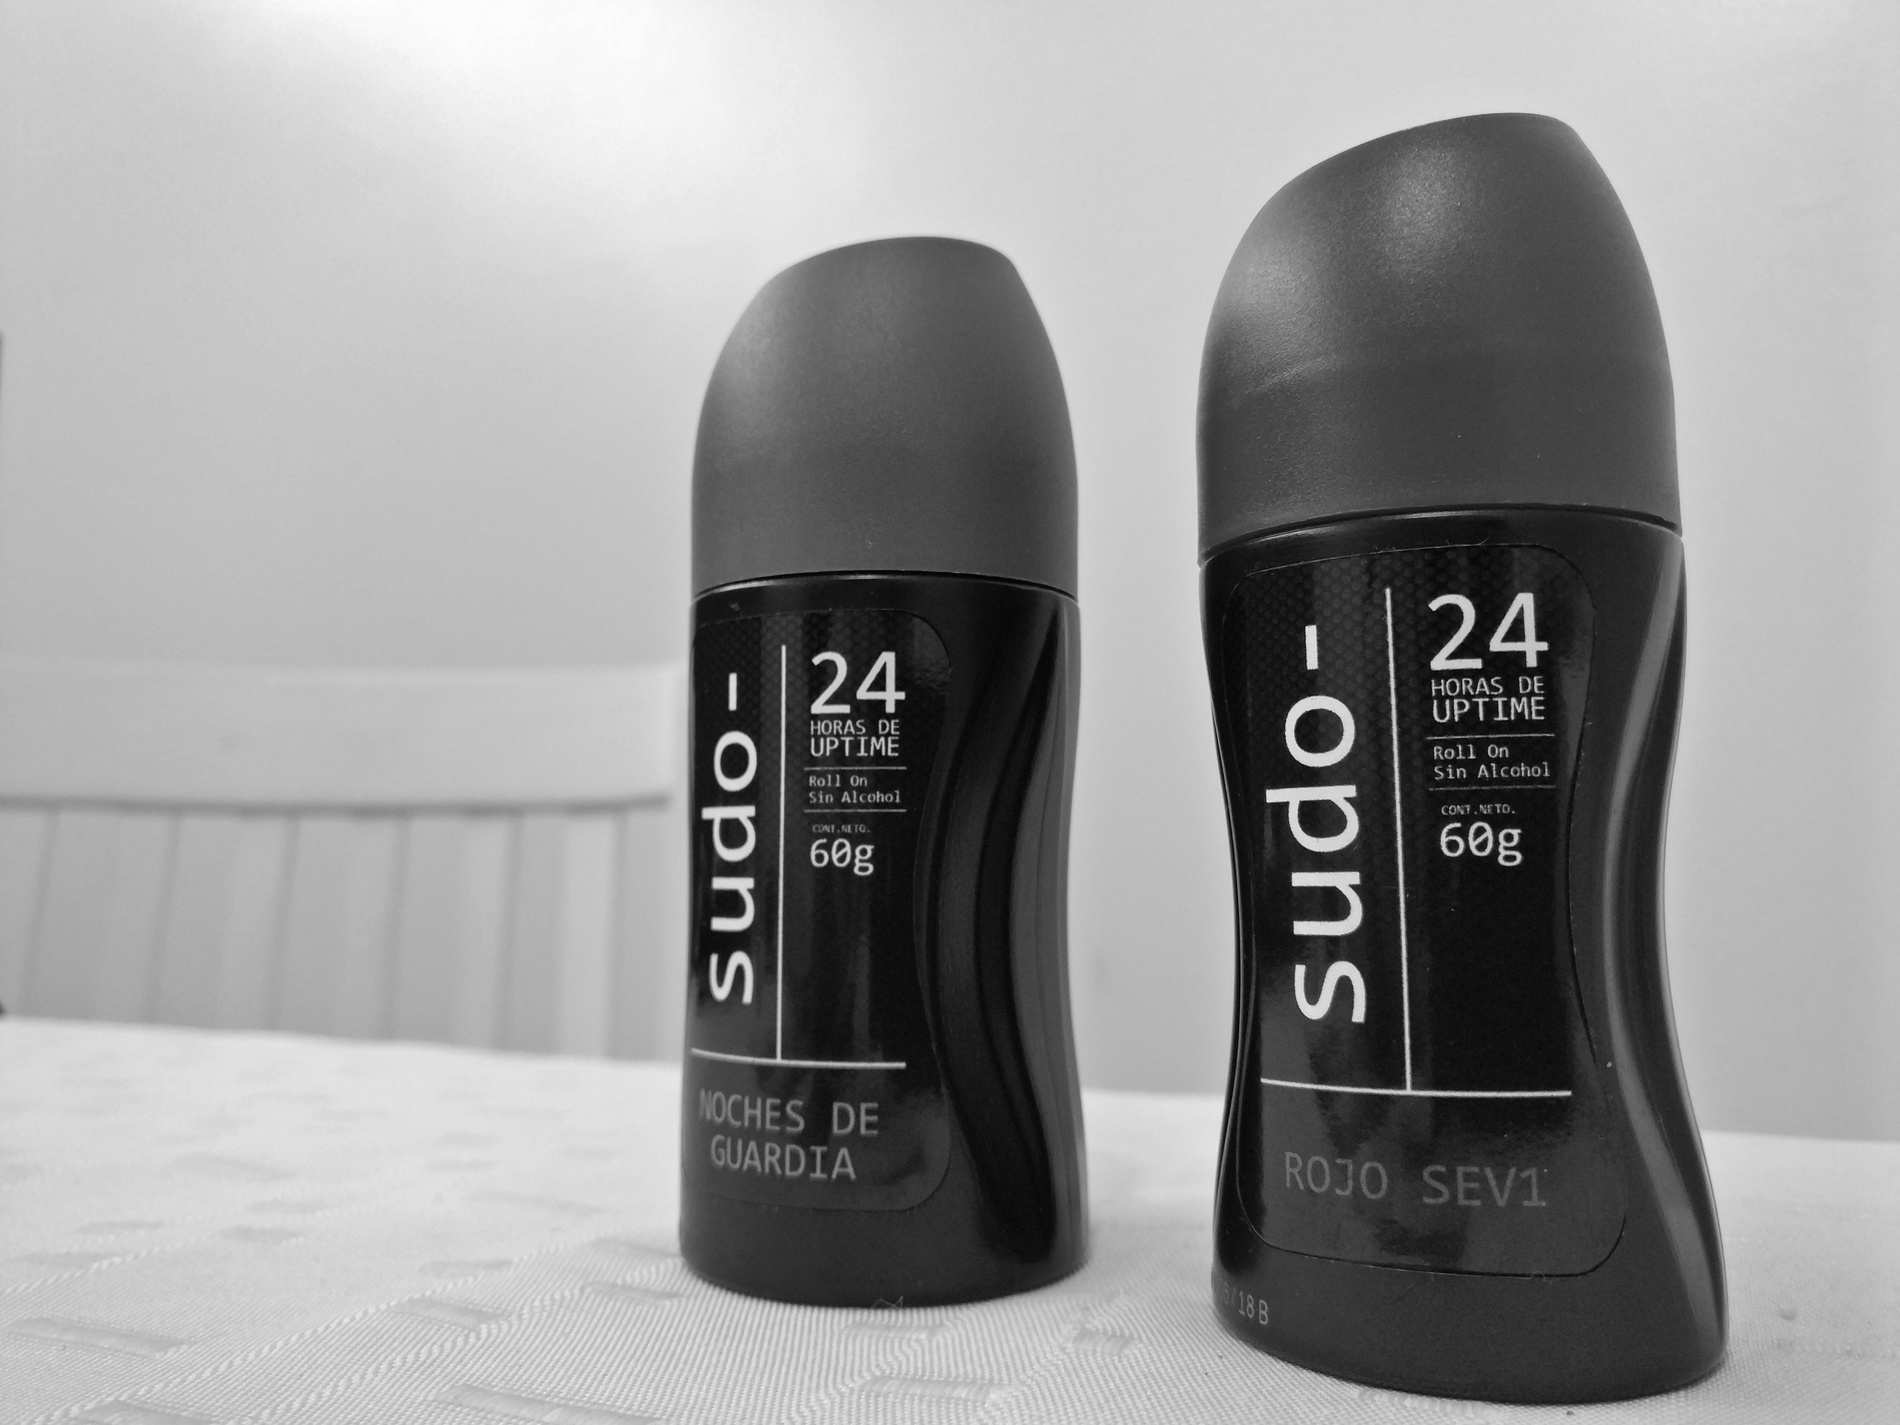 sudo-
24
HORAS DE
UPTIME
Roll On
Sin Alcohol
CONT.NETO.
60g
NOCHES DE
GUARDIA
sudo-
24
HORAS DE
UPTIME
Roll On
Sin Alcohol
CONT.NETO.
60g
ROJO SEV1
/18B